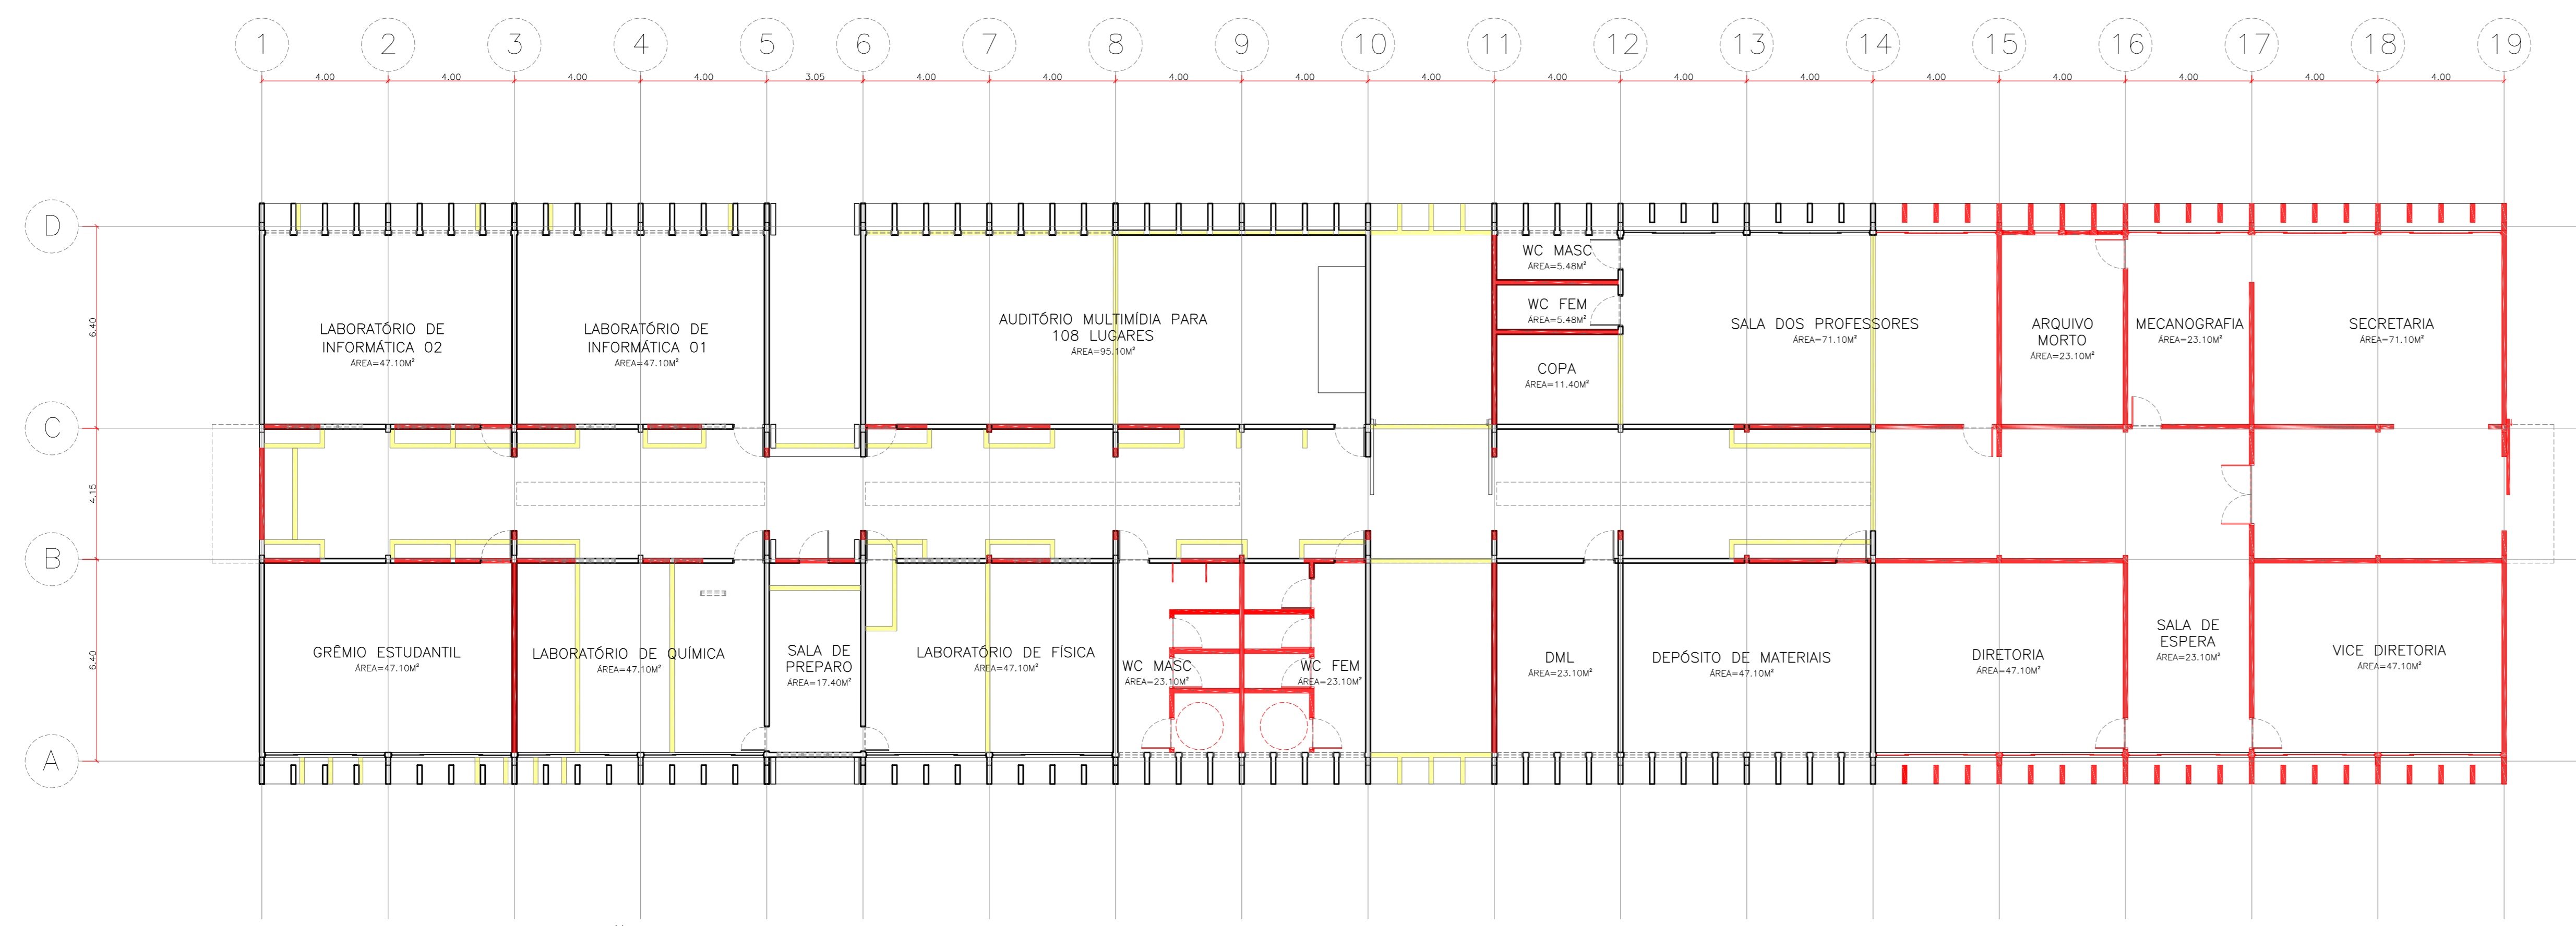 1 2 3 4 5 6 7 8 9 10 11 12 13 14 15 16 17 18 19
4.00 4.00 4.00 4.00 3.05 4.00 4.00 4.00 4.00 4.00 4.00 4.00 4.00 4.00 4.00 4.00 4.00 4.00
D
6.40
C
4.15
B
6.40
A
LABORATÓRIO DE
INFORMÁTICA 02
ÁREA=47.10M²
LABORATÓRIO DE
INFORMÁTICA 01
ÁREA=47.10M²
AUDITÓRIO MULTIMÍDIA PARA
108 LUGARES
ÁREA=95.10M²
WC MASC
ÁREA=5.48M²
WC FEM
ÁREA=5.48M²
COPA
ÁREA=11.40M²
SALA DOS PROFESSORES
ÁREA=71.10M²
ARQUIVO
MORTO
ÁREA=23.10M²
MECANOGRAFIA
ÁREA=23.10M²
SECRETARIA
ÁREA=71.10M²
GRÊMIO ESTUDANTIL
ÁREA=47.10M²
LABORATÓRIO DE QUÍMICA
ÁREA=47.10M²
SALA DE
PREPARO
ÁREA=17.40M²
LABORATÓRIO DE FÍSICA
ÁREA=47.10M²
WC MASC
ÁREA=23.10M²
WC FEM
ÁREA=23.10M²
DML
ÁREA=23.10M²
DEPÓSITO DE MATERIAIS
ÁREA=47.10M²
DIRETORIA
ÁREA=47.10M²
SALA DE
ESPERA
ÁREA=23.10M²
VICE DIRETORIA
ÁREA=47.10M²